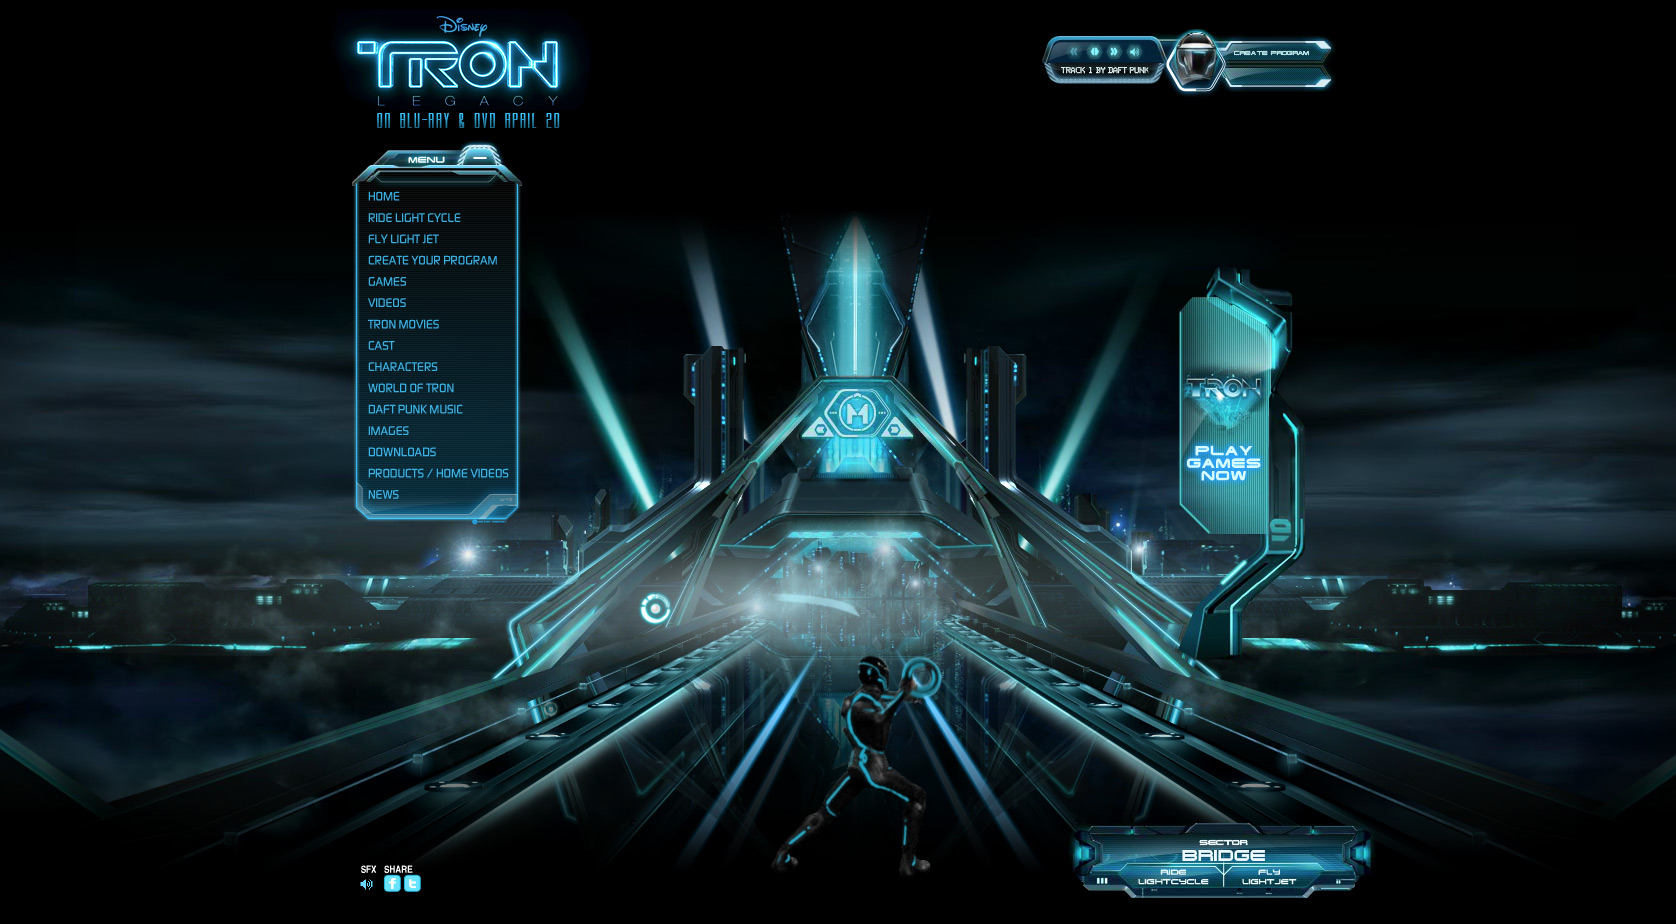 Disney
TRON
LEGACY
ON BLU-RAY & DVD APRIL 20
TRACK 1 BY DAFT PUNK
CREATE PROGRAM
MENU
HOME
RIDE LIGHT CYCLE
FLY LIGHT JET
CREATE YOUR PROGRAM
GAMES
VIDEOS
TRON MOVIES
CAST
CHARACTERS
WORLD OF TRON
DAFT PUNK MUSIC
IMAGES
DOWNLOADS
PRODUCTS / HOME VIDEOS
NEWS
M
TRON
PLAY
GAMES
NOW
SFX SHARE
f t
SECTOR
BRIDGE
RIDE
LIGHTCYCLE
FLY
LIGHTJET